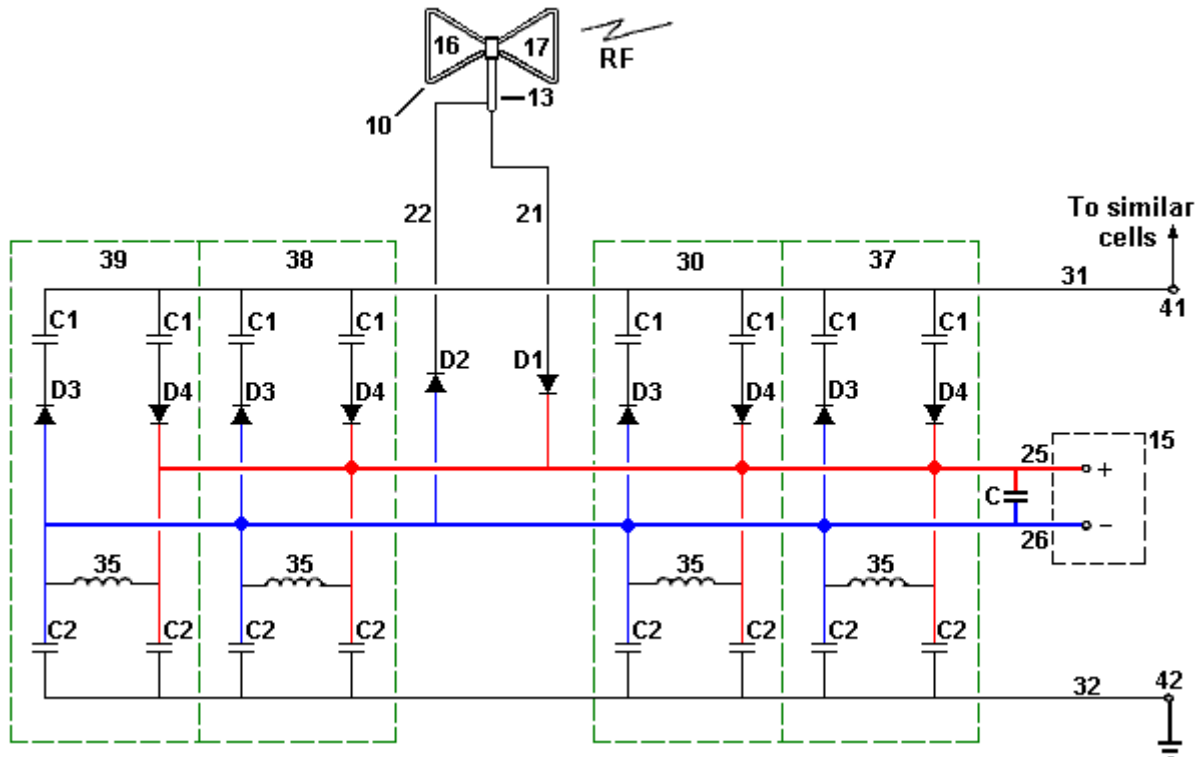 16 17
RF
13
10
22 21
To similar
cells
39 38 30 37
31
41
C1 C1 C1 C1 C1 C1 C1 C1
D2 D1
D3 D4 D3 D4 D3 D4 D3 D4
25 15
+
C
-
26
35 35 35 35
C2 C2 C2 C2 C2 C2 C2 C2
32 42